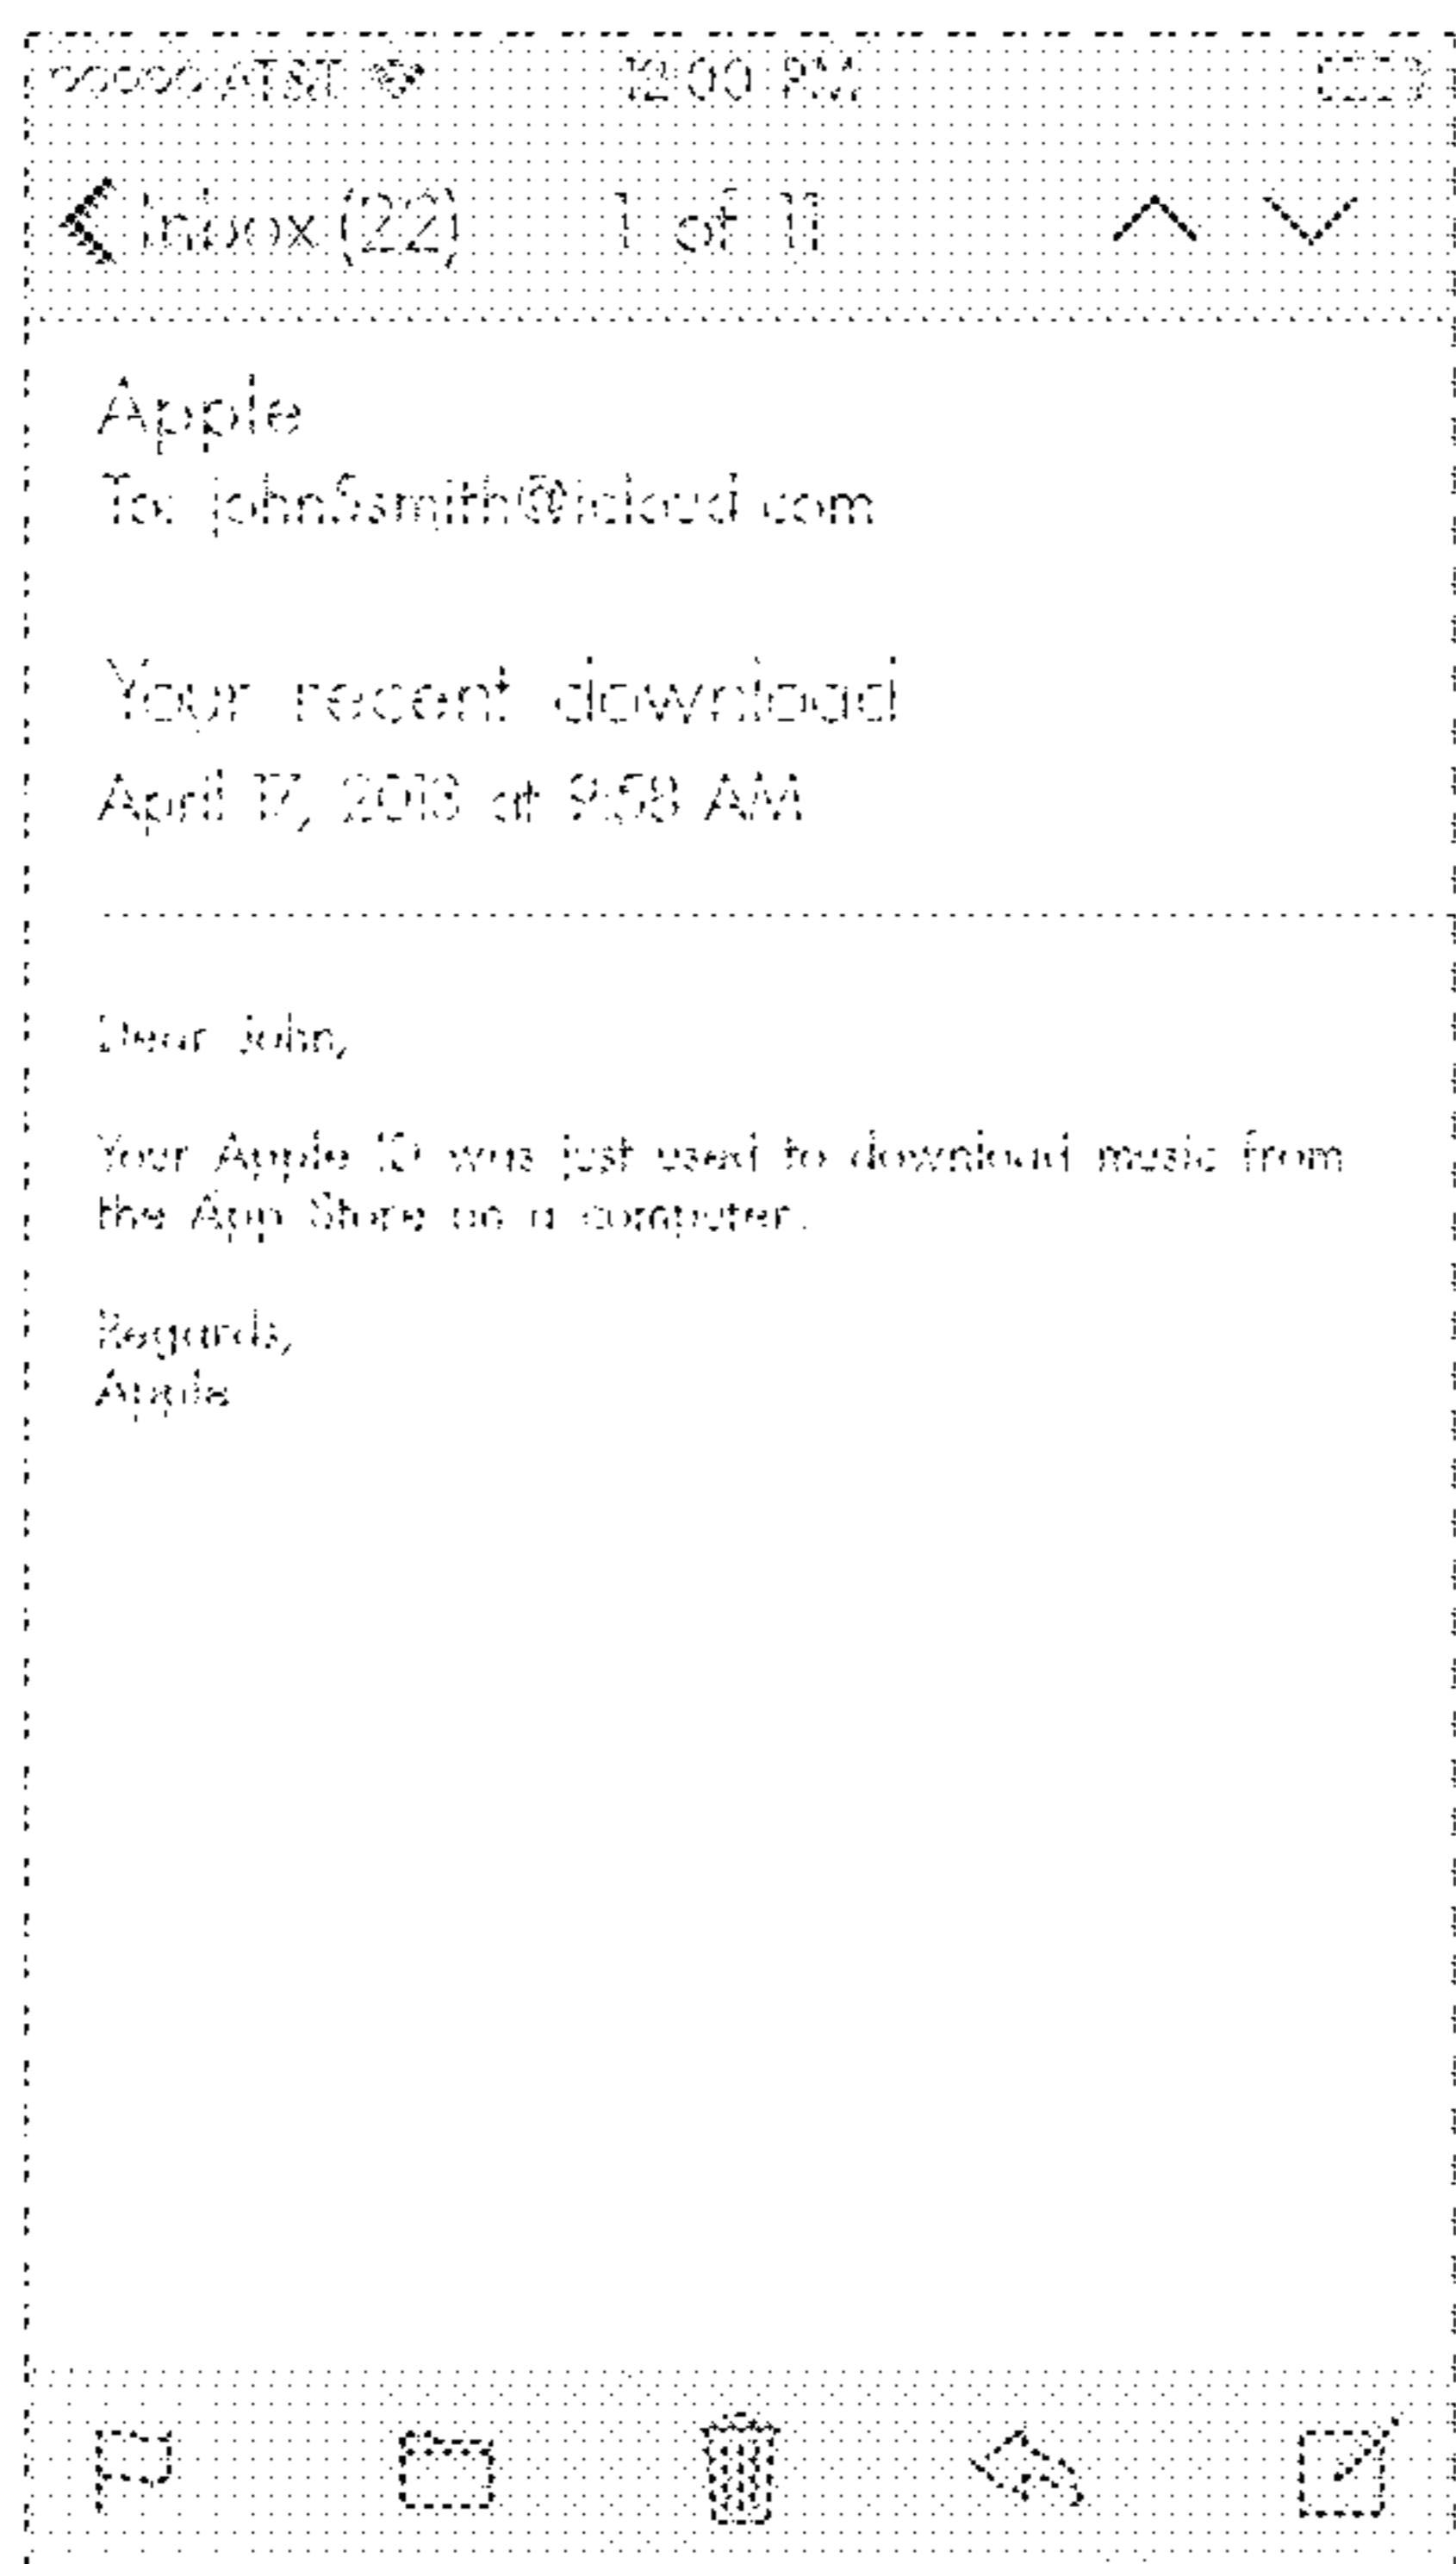 AT&T 12:00 PM
Inbox (22) 1 of 11
Apple
To: johnSsmith@icloud.com
Your recent download
April 17, 2013 at 9:58 AM
Dear John,
Your Apple ID was just used to download music from
the App Store on a computer.
Regards,
Apple